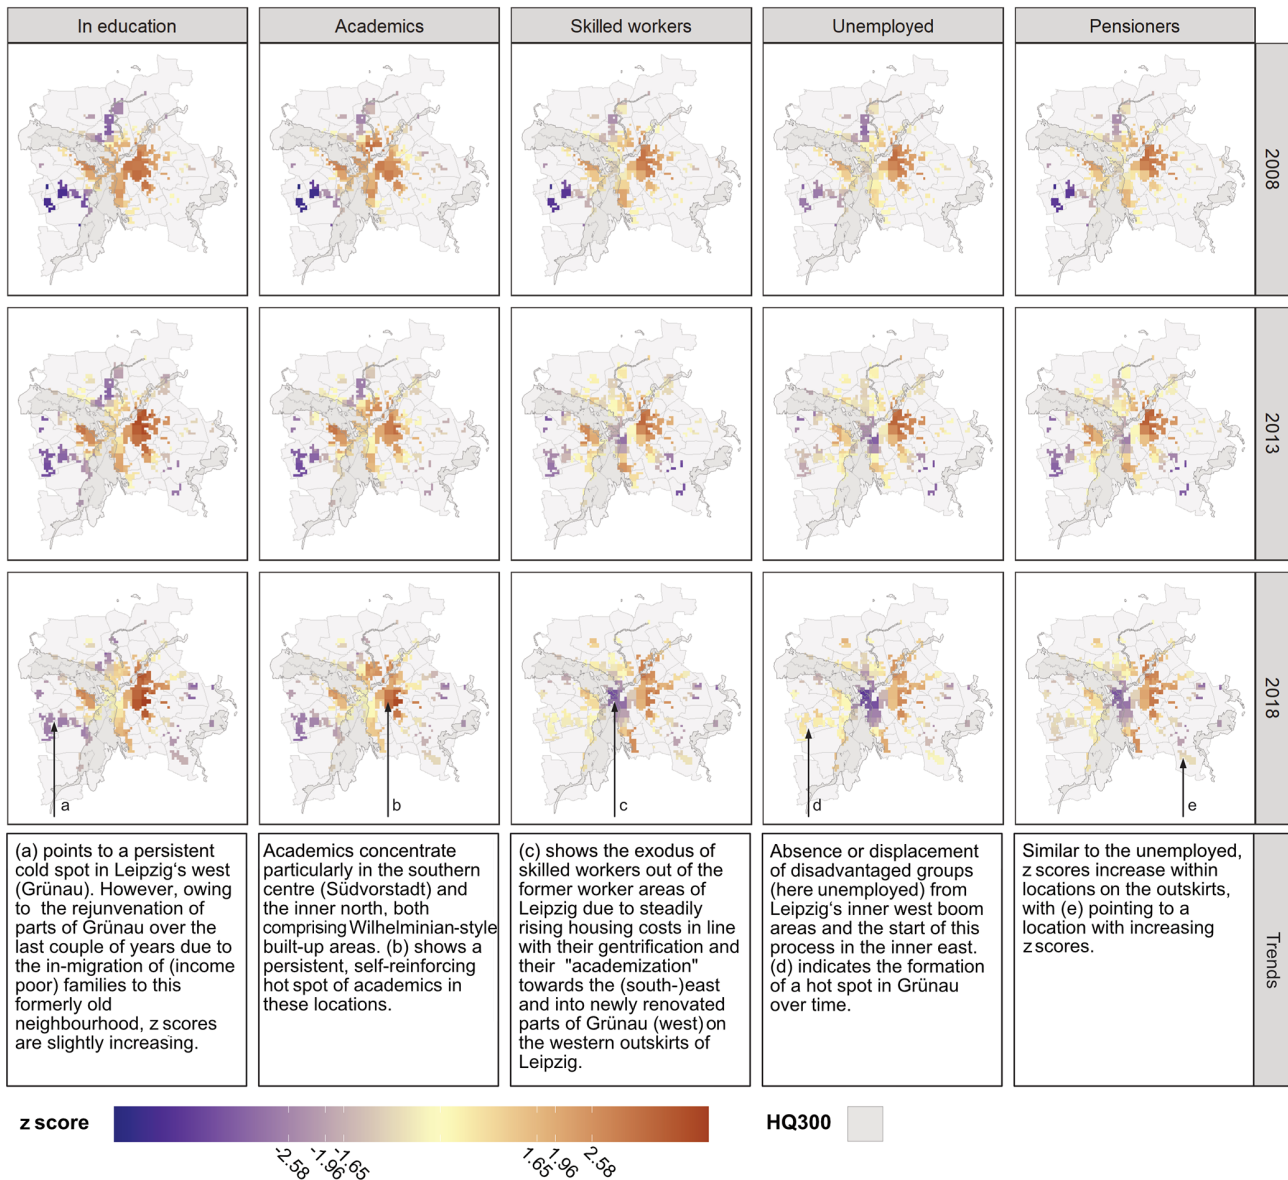 In education
Academics
Skilled workers
Unemployed
Pensioners
2008
2013
2018
a
b
c
d
e
(a) points to a persistent
cold spot in Leipzig‘s west
(Grünau). However, owing
to the rejunvenation of
parts of Grünau over the
last couple of years due to
the in-migration of (income
poor) families to this
formerly old
neighbourhood, z scores
are slightly increasing.
Academics concentrate
particularly in the southern
centre (Südvorstadt) and
the inner north, both
comprising Wilhelminian-style
built-up areas. (b) shows a
persistent, self-reinforcing
hot spot of academics in
these locations.
(c) shows the exodus of
skilled workers out of the
former worker areas of
Leipzig due to steadily
rising housing costs in line
with their gentrification and
their "academization"
towards the (south-)east
and into newly renovated
parts of Grünau (west) on
the western outskirts of
Leipzig.
Absence or displacement
of disadvantaged groups
(here unemployed) from
Leipzig‘s inner west boom
areas and the start of this
process in the inner east.
(d) indicates the formation
of a hot spot in Grünau
over time.
Similar to the unemployed,
z scores increase within
locations on the outskirts,
with (e) pointing to a
location with increasing
z scores.
Trends
z score
-2.58
-1.96
-1.65
1.65
1.96
2.58
HQ300